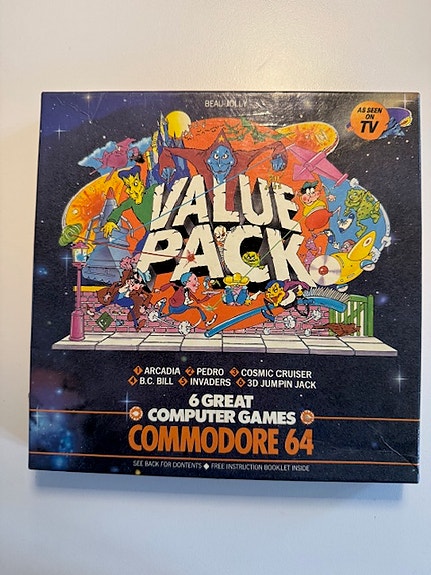 BEAU-JOLLY
AS SEEN
ON
TV
VALUE
PACK
1 ARCADIA 2 PEDRO 3 COSMIC CRUISER
4 B.C. BILL 5 INVADERS 6 3D JUMPIN JACK
6 GREAT
COMPUTER GAMES
COMMODORE 64
SEE BACK FOR DONTENTS ◆ FREE INSTRUCTION BOOKLET INSIDE